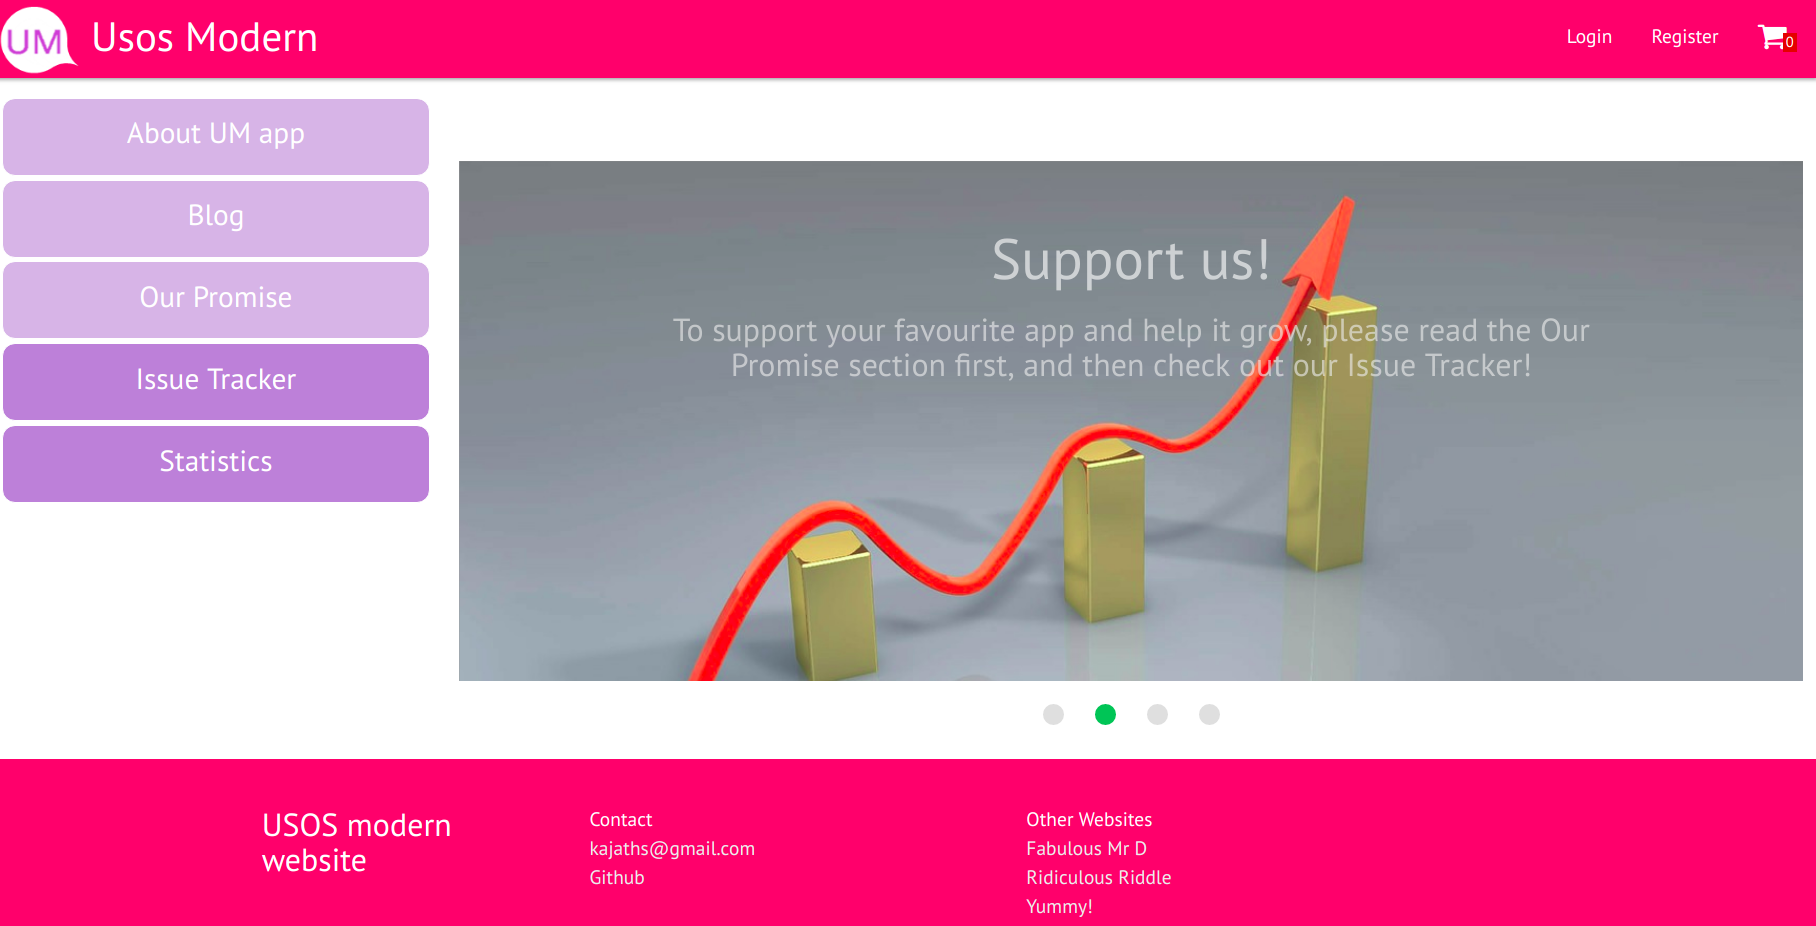 UM
Usos Modern
Login
Register
0
About UM app
Blog
Our Promise
Issue Tracker
Statistics
Support us!
To support your favourite app and help it grow, please read the Our
Promise section first, and then check out our Issue Tracker!
USOS modern
website
Contact
kajaths@gmail.com
Github
Other Websites
Fabulous Mr D
Ridiculous Riddle
Yummy!